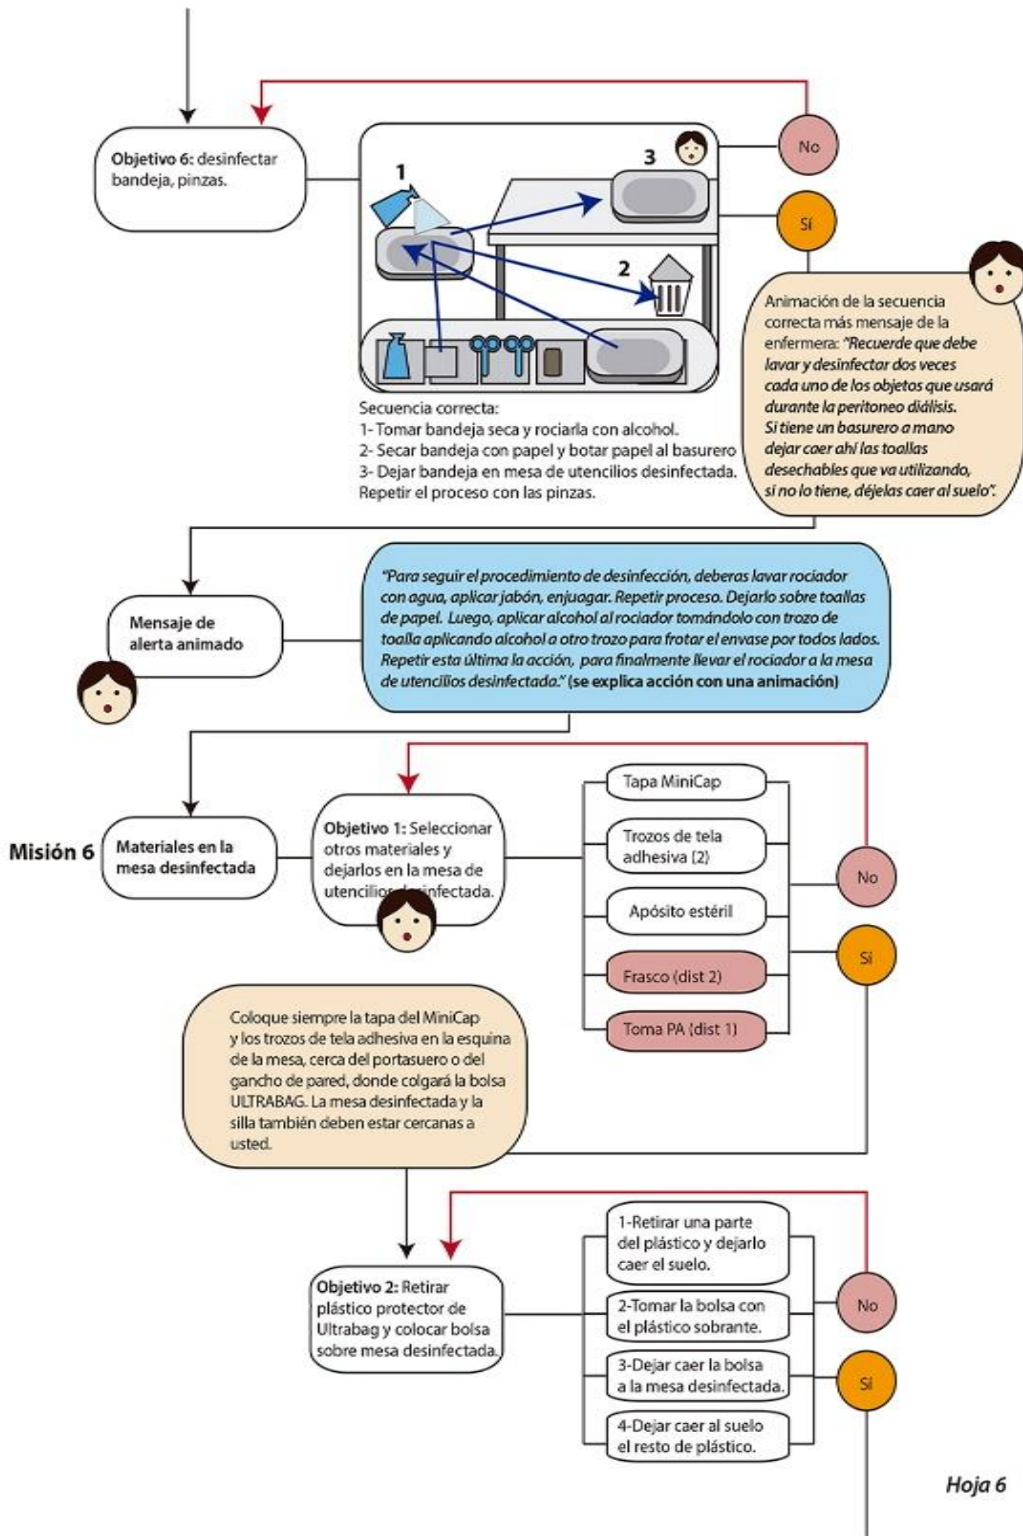 Objetivo 6: desinfectar
bandeja, pinzas.
1
3
2
No
Sí
Secuencia correcta:
1- Tomar bandeja seca y rociarla con alcohol.
2- Secar bandeja con papel y botar papel al basurero
3- Dejar bandeja en mesa de utencilios desinfectada.
Repetir el proceso con las pinzas.
Animación de la secuencia
correcta más mensaje de la
enfermera: "Recuerde que debe
lavar y desinfectar dos veces
cada uno de los objetos que usará
durante la peritoneo diálisis.
Si tiene un basurero a mano
dejar caer ahí las toallas
desechables que va utilizando,
si no lo tiene, déjelas caer al suelo".
Mensaje de
alerta animado
"Para seguir el procedimiento de desinfección, deberas lavar rociador
con agua, aplicar jabón, enjuagar. Repetir proceso. Dejarlo sobre toallas
de papel. Luego, aplicar alcohol al rociador tomándolo con trozo de
toalla aplicando alcohol a otro trozo para frotar el envase por todos lados.
Repetir esta última la acción, para finalmente llevar el rociador a la mesa
de utencilios desinfectada." (se explica acción con una animación)
Misión 6
Materiales en la
mesa desinfectada
Objetivo 1: Seleccionar
otros materiales y
dejarlos en la mesa de
utencilios desinfectada.
Tapa MiniCap
Trozos de tela
adhesiva (2)
Apósito estéril
Frasco (dist 2)
Toma PA (dist 1)
No
Sí
Coloque siempre la tapa del MiniCap
y los trozos de tela adhesiva en la esquina
de la mesa, cerca del portasuero o del
gancho de pared, donde colgará la bolsa
ULTRABAG. La mesa desinfectada y la
silla también deben estar cercanas a
usted.
Objetivo 2: Retirar
plástico protector de
Ultrabag y colocar bolsa
sobre mesa desinfectada.
1-Retirar una parte
del plástico y dejarlo
caer el suelo.
2-Tomar la bolsa con
el plástico sobrante.
3-Dejar caer la bolsa
a la mesa desinfectada.
4-Dejar caer al suelo
el resto de plástico.
No
Sí
Hoja 6